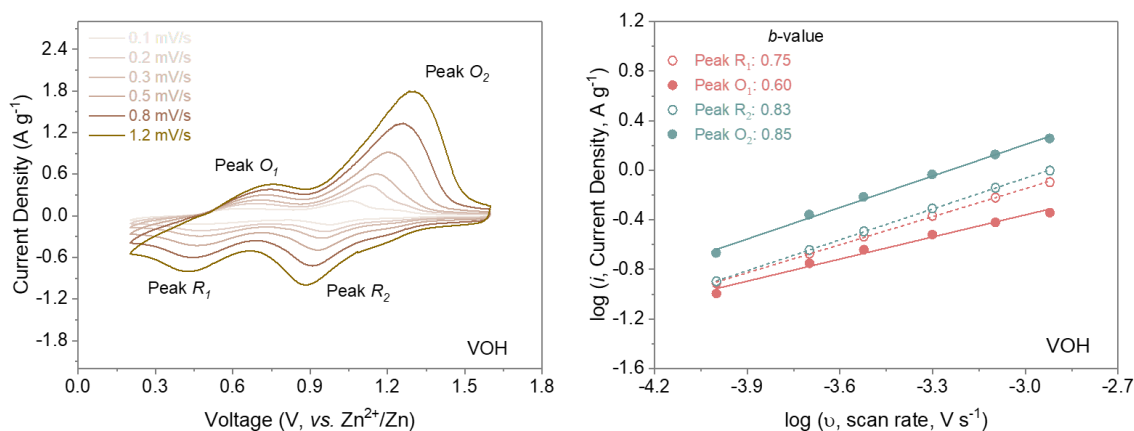 2.4
1.8
1.2
0.6
0.0
-0.6
-1.2
-1.8
Current Density (A g⁻¹)
0.1 mV/s
0.2 mV/s
0.3 mV/s
0.5 mV/s
0.8 mV/s
1.2 mV/s
Peak O₂
Peak O₁
Peak R₁
Peak R₂
VOH
0.0 0.3 0.6 0.9 1.2 1.5 1.8
Voltage (V, vs. Zn²⁺/Zn)
1.2
0.8
0.4
0.0
-0.4
-0.8
-1.2
-1.6
log (i, Current Density, A g⁻¹)
b-value
Peak R₁: 0.75
Peak O₁: 0.60
Peak R₂: 0.83
Peak O₂: 0.85
VOH
-4.2 -3.9 -3.6 -3.3 -3.0 -2.7
log (υ, scan rate, V s⁻¹)